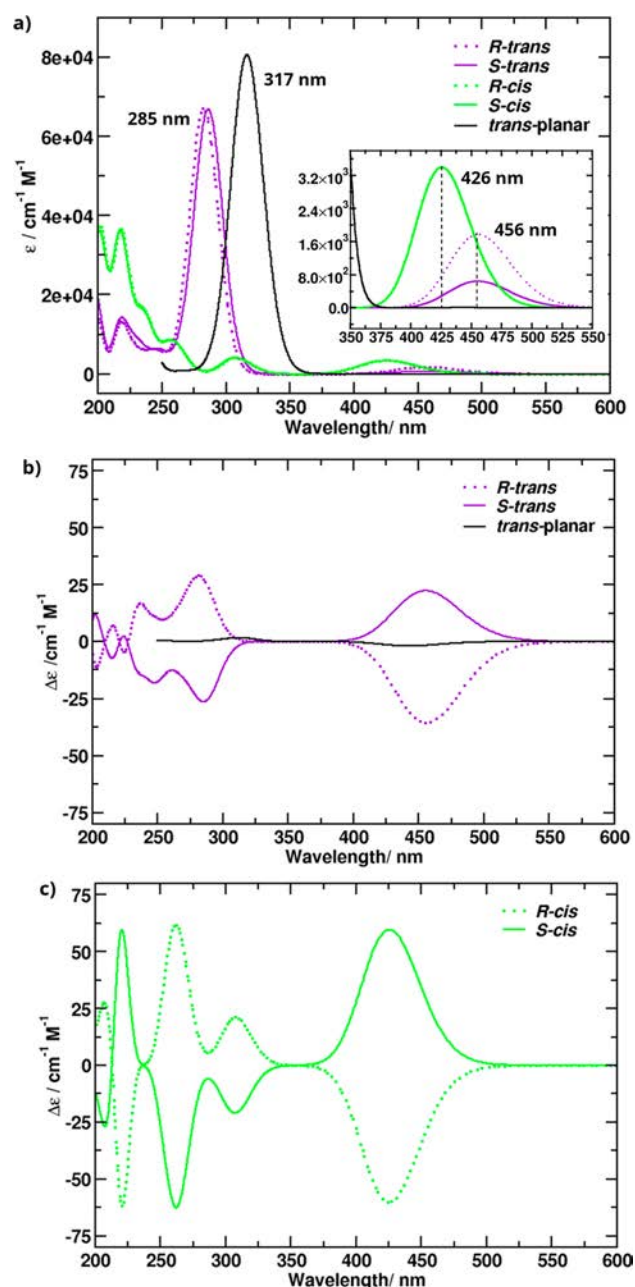 a)
8e+04
6e+04
4e+04
2e+04
0
ε / cm-1 M-1
285 nm
317 nm
R-trans
S-trans
R-cis
S-cis
trans-planar
3.2×10³
2.4×10³
1.6×10³
8.0×10²
0.0
426 nm
456 nm
350 400 450 500 550
200 250 300 350 400 450 500 550 600
Wavelength/ nm
b)
75
50
25
0
-25
-50
-75
Δε /cm-1 M-1
R-trans
S-trans
trans-planar
200 250 300 350 400 450 500 550 600
Wavelength/ nm
c)
75
50
25
0
-25
-50
-75
Δε / cm-1 M-1
R-cis
S-cis
200 250 300 350 400 450 500 550 600
Wavelength/ nm